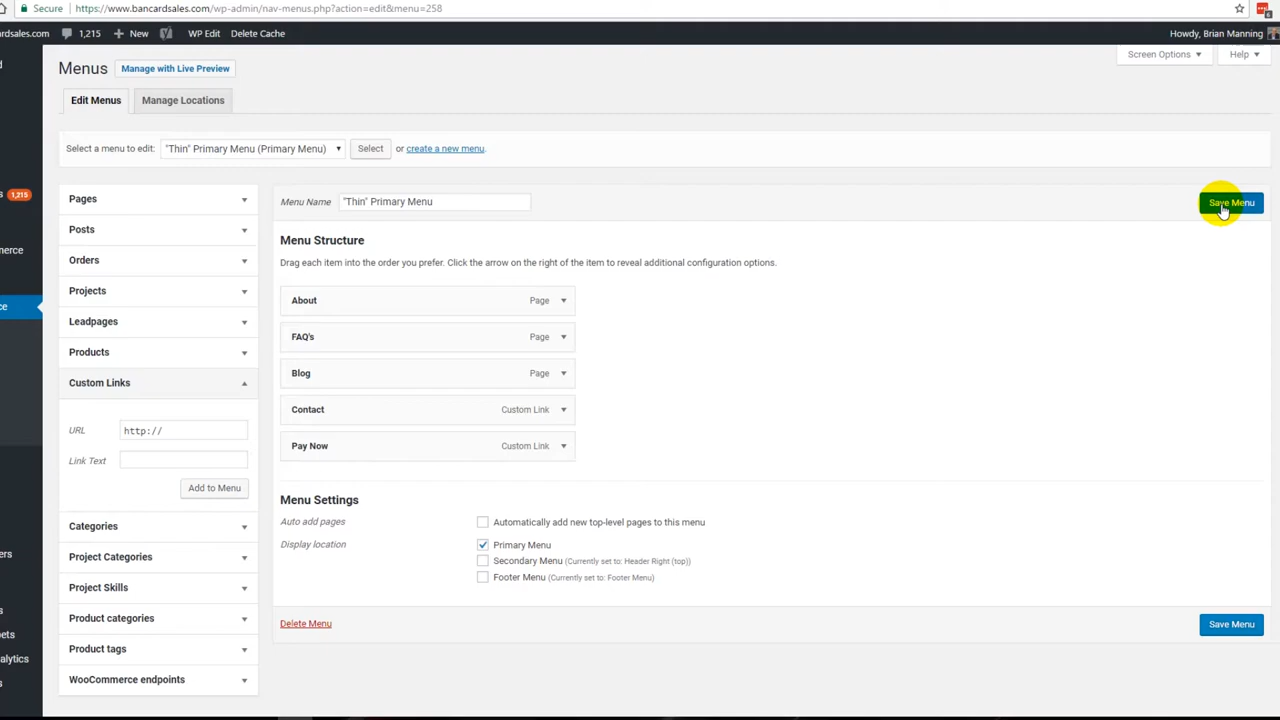 Secure https://www.bancardsales.com/wp-admin/nav-menus.php?action=edit&menu=258
cardsales.com 1,215 New WP Edit Delete Cache Howdy, Brian Manning
Menus Manage with Live Preview Screen Options Help
Edit Menus Manage Locations
Select a menu to edit: "Thin" Primary Menu (Primary Menu) Select or create a new menu.
s 1,215
Pages
Menu Name "Thin" Primary Menu Save Menu
Posts
Menu Structure
merce
Orders
Drag each item into the order you prefer. Click the arrow on the right of the item to reveal additional configuration options.
Projects
ce
About Page
Leadpages
FAQ's Page
Products
Blog Page
Custom Links
Contact Custom Link
URL http://
Pay Now Custom Link
Link Text
Add to Menu
Menu Settings
Categories
Auto add pages Automatically add new top-level pages to this menu
Display location Primary Menu
ers
Project Categories
Secondary Menu (Currently set to: Header Right (top))
Footer Menu (Currently set to: Footer Menu)
Project Skills
s
Product categories
Delete Menu Save Menu
pets
Product tags
alytics
s
WooCommerce endpoints